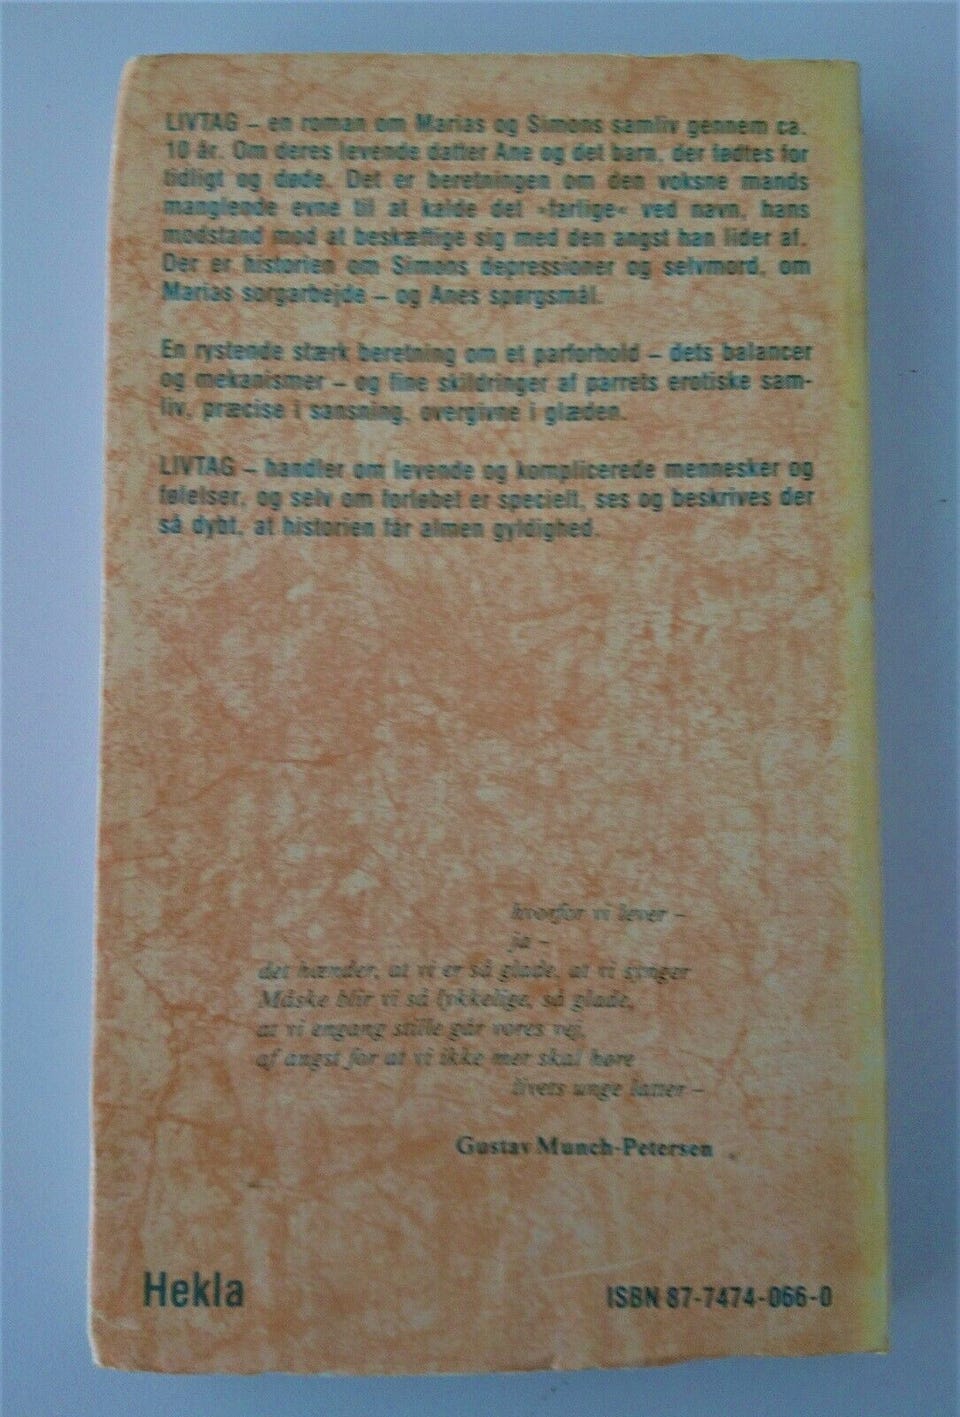 LIVTAG – en roman om Marias og Simons samliv gennem ca.
10 år. Om deres levende datter Ane og det barn, der fødtes for
tidligt og døde. Det er beretningen om den voksne mands
manglende evne til at kalde det »farlige« ved navn, hans
modstand mod at beskæftige sig med den angst han lider af.
Der er historien om Simons depressioner og selvmord, om
Marias sorgarbejde – og Anes spørgsmål.
En rystende stærk beretning om et parforhold – dets balancer
og mekanismer – og fine skildringer af parrets erotiske sam-
liv, præcise i sansning, overgivne i glæden.
LIVTAG – handler om levende og komplicerede mennesker og
følelser, og selv om forløbet er specielt, ses og beskrives der
så dybt, at historien får almen gyldighed.
hvorfor vi lever –
ja –
det hænder, at vi er så glade, at vi synger
Måske blir vi så lykkelige, så glade,
at vi engang stille går vores vej,
af angst for at vi ikke mer skal høre
livets unge latter –
Gustav Munch-Petersen
Hekla
ISBN 87-7474-066-0